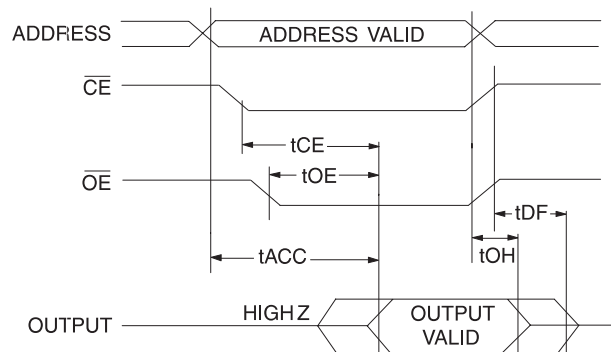 ADDRESS
ADDRESS VALID
CE
tCE
tOE
OE
tDF
tACC
tOH
HIGH Z
OUTPUT
OUTPUT
VALID